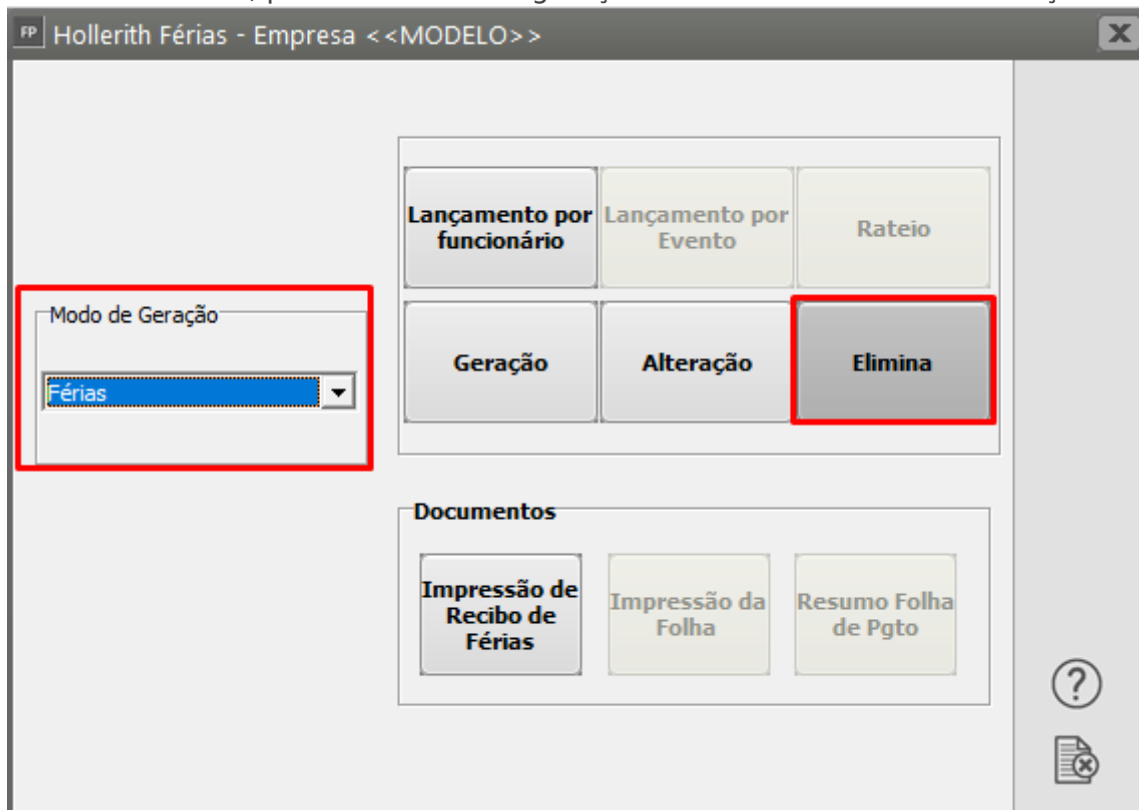 FP Hollerith Férias - Empresa <<MODELO>>
Lançamento por
funcionário
Lançamento por
Evento
Rateio
Modo de Geração
Férias
Geração
Alteração
Elimina
Documentos
Impressão de
Recibo de
Férias
Impressão da
Folha
Resumo Folha
de Pgto
?